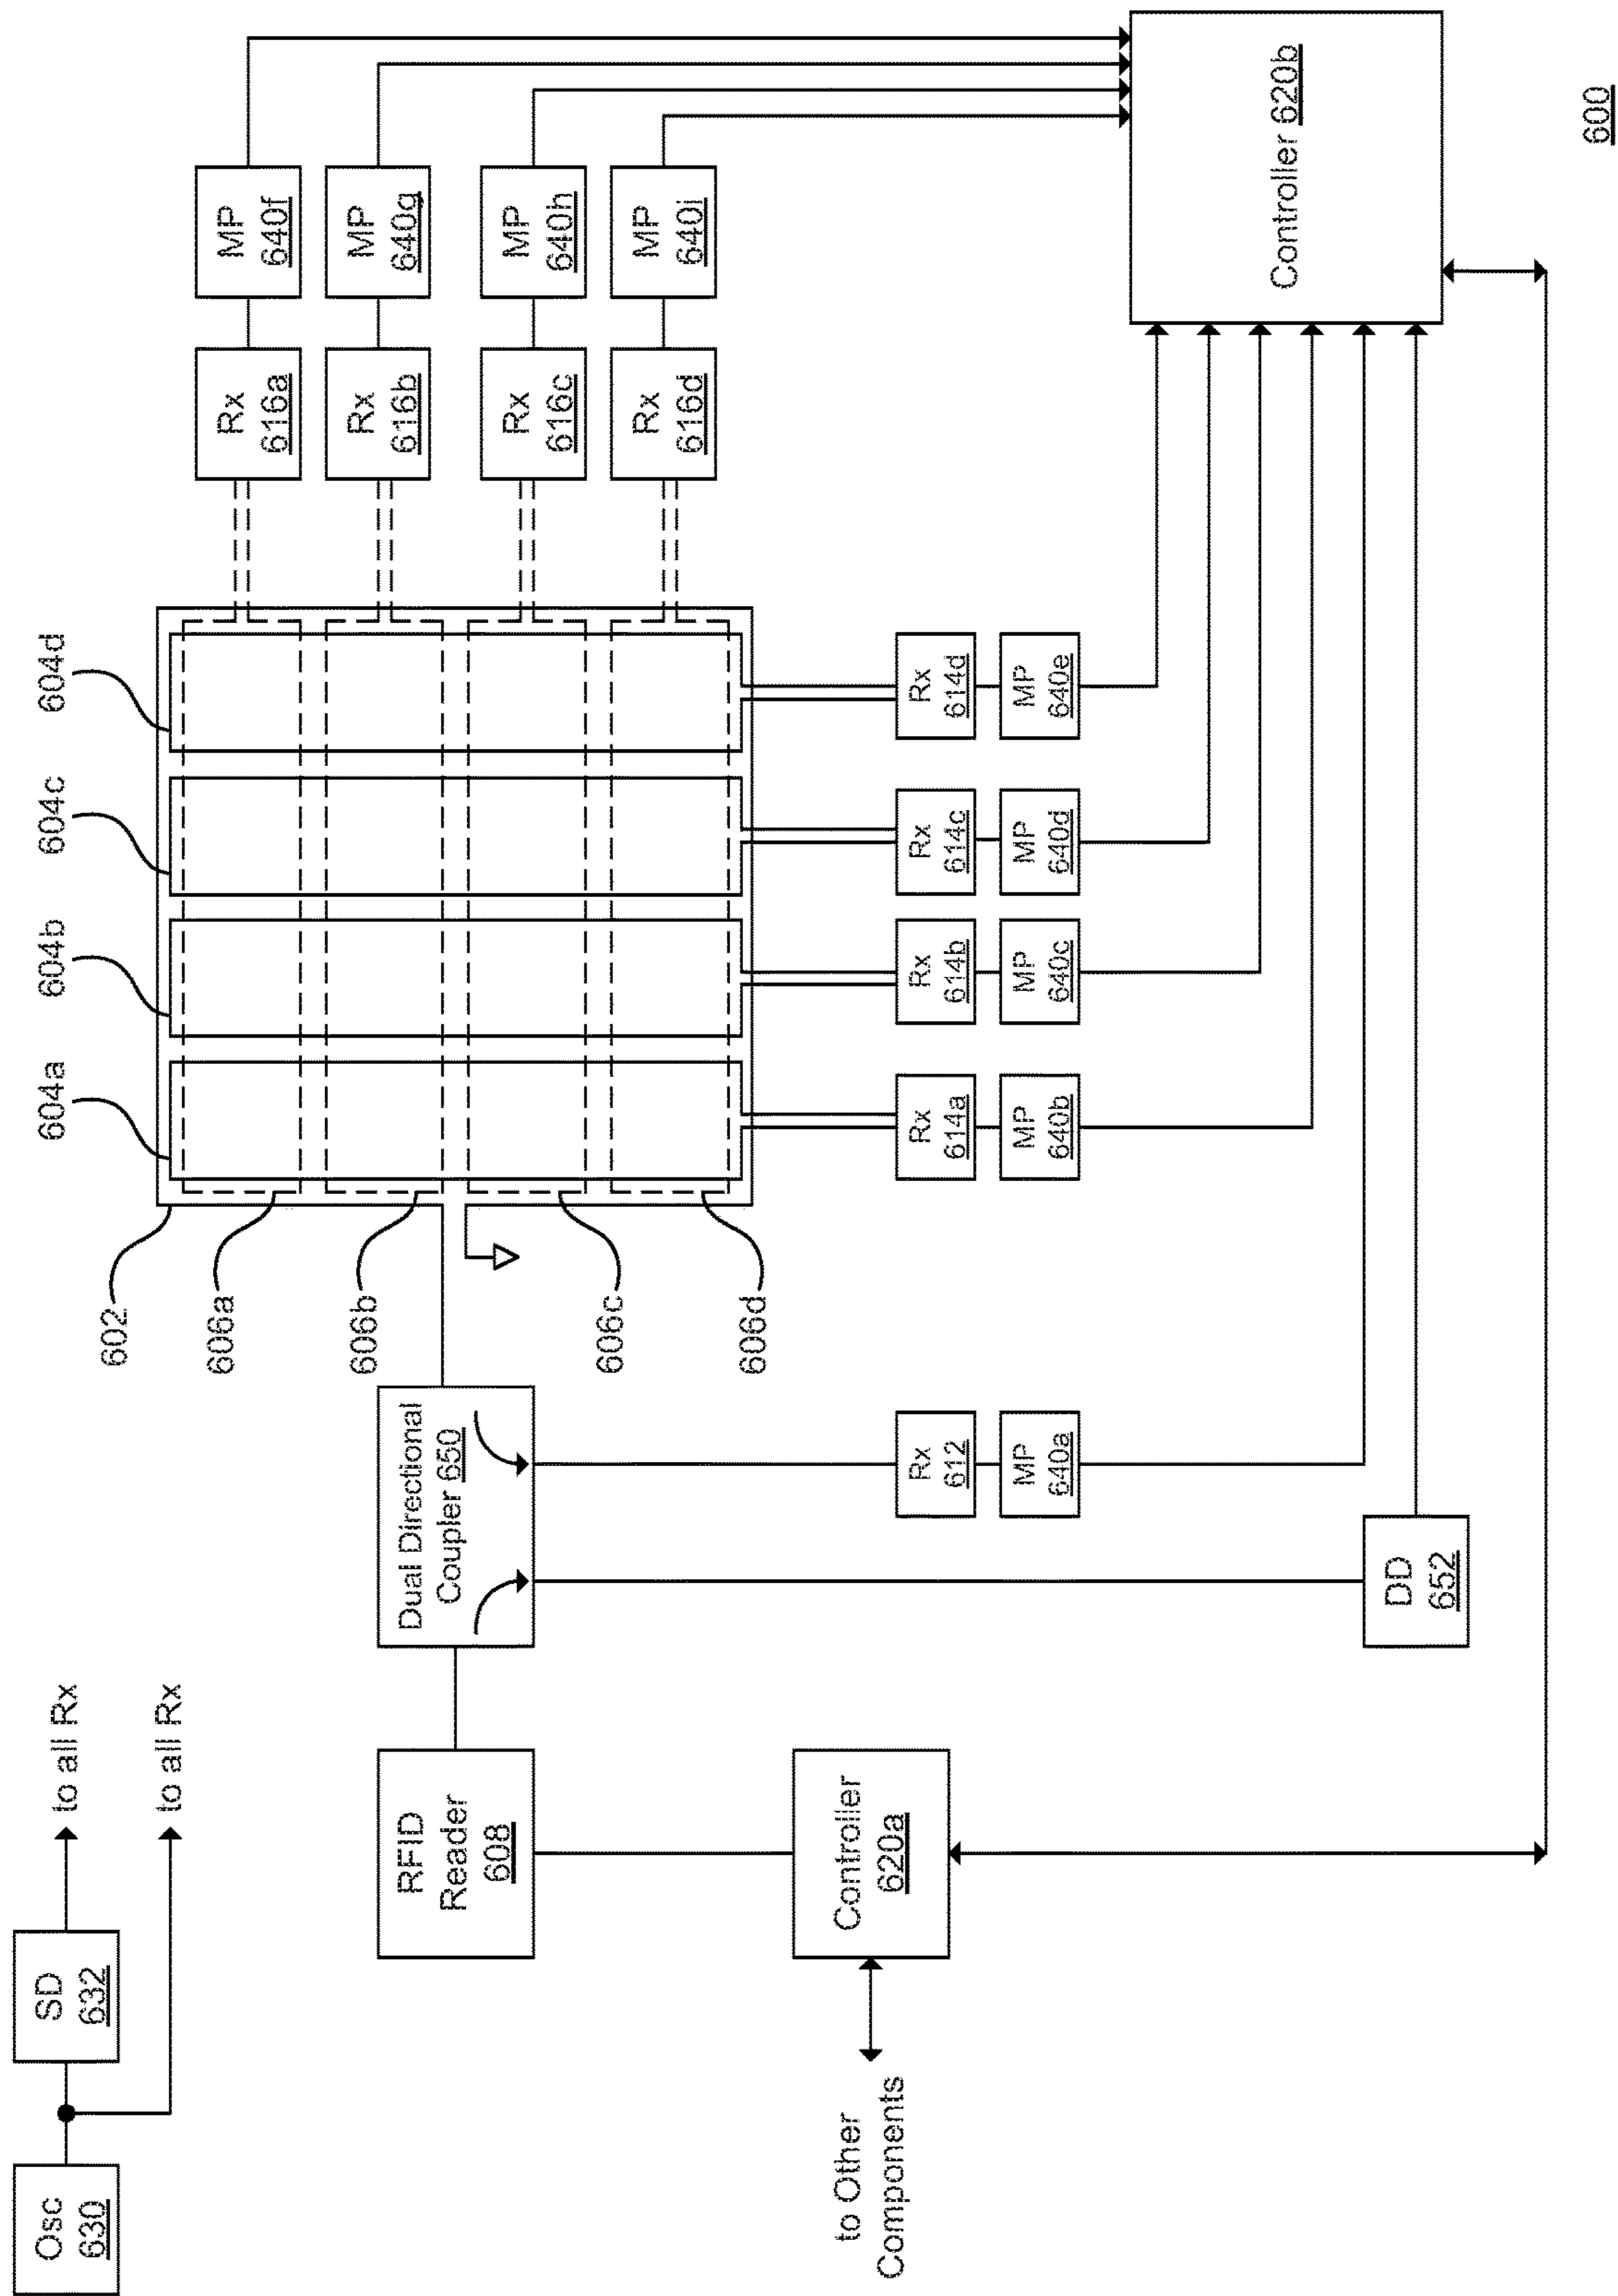 Osc
630
SD
632
to all Rx
to all Rx
604a
604b
604c
604d
602
606a
606b
606c
606d
Rx
616a
MP
640f
Rx
616b
MP
640g
Rx
616c
MP
640h
Rx
616d
MP
640i
RFID
Reader
608
Dual Directional
Coupler 650
Controller
620a
to Other
Components
Rx
612
MP
640a
Rx
614a
MP
640b
Rx
614b
MP
640c
Rx
614c
MP
640d
Rx
614d
MP
640e
DD
652
Controller 620b
600